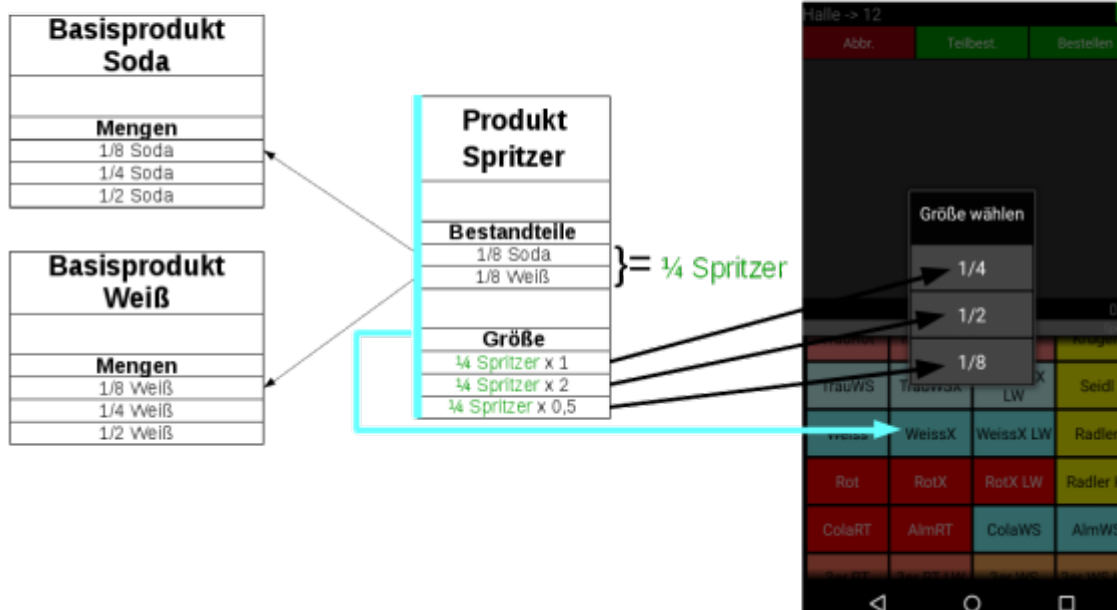 Basisprodukt
Soda
Mengen
1/8 Soda
1/4 Soda
1/2 Soda
Basisprodukt
Weiß
Mengen
1/8 Weiß
1/4 Weiß
1/2 Weiß
Produkt
Spritzer
Bestandteile
1/8 Soda
1/8 Weiß
}= ¼ Spritzer
Größe
¼ Spritzer x 1
¼ Spritzer x 2
¼ Spritzer x 0,5
Halle -> 12
Abbr. Teilbest. Bestellen
Größe wählen
1/4
1/2
1/8
TrauWS TrauWSX LW Seidl
Weiss WeissX WeissX LW Radler
Rot RotX RotX LW Radler
ColaRT AlmRT ColaWS AlmWS